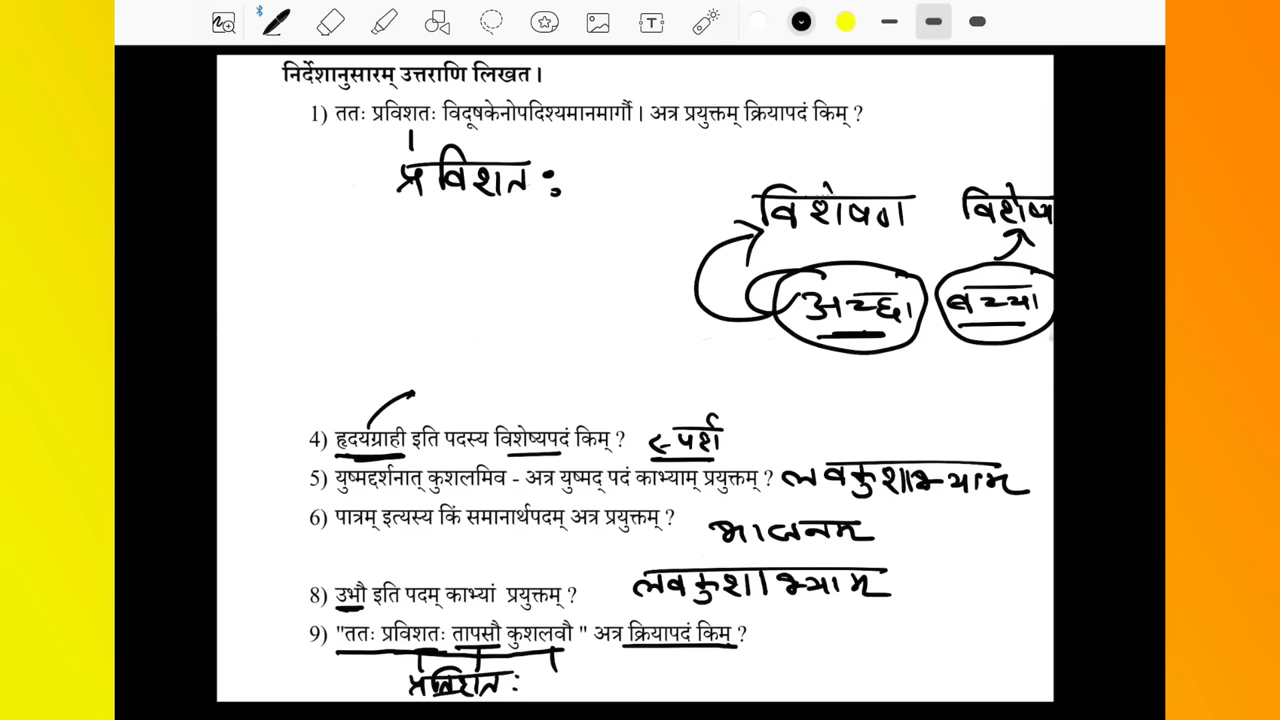 निर्देशानुसारम् उत्तराणि लिखत।
1) ततः प्रविशतः विदूषकेनोपदिश्यमानमार्गौ। अत्र प्रयुक्तम् क्रियापदं किम् ?
प्रविशतः
विशेषण विशेष्य
अच्छा बच्चा
4) हृदयग्राही इति पदस्य विशेष्यपदं किम् ? स्पर्श
5) युष्मद्दर्शनात् कुशलमिव - अत्र युष्मद् पदं काभ्याम् प्रयुक्तम् ? लवकुशाभ्याम्
6) पात्रम् इत्यस्य किं समानार्थपदम् अत्र प्रयुक्तम् ? भाजनम्
8) उभौ इति पदम् काभ्यां प्रयुक्तम् ? लवकुशाभ्याम्
9) "ततः प्रविशतः तापसौ कुशलवौ " अत्र क्रियापदं किम् ?
प्रविशतः